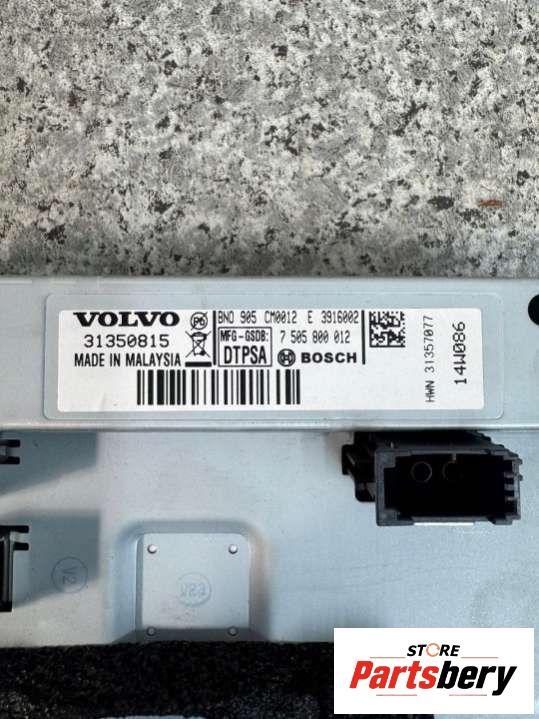 VOLVO
31350815
MADE IN MALAYSIA
BNO 905 CM0012 E 3916002
MFG-GSDB:
DTPSA
7 505 800 012
BOSCH
HWN 31357077
14W086
V2
STORE
Partsbery